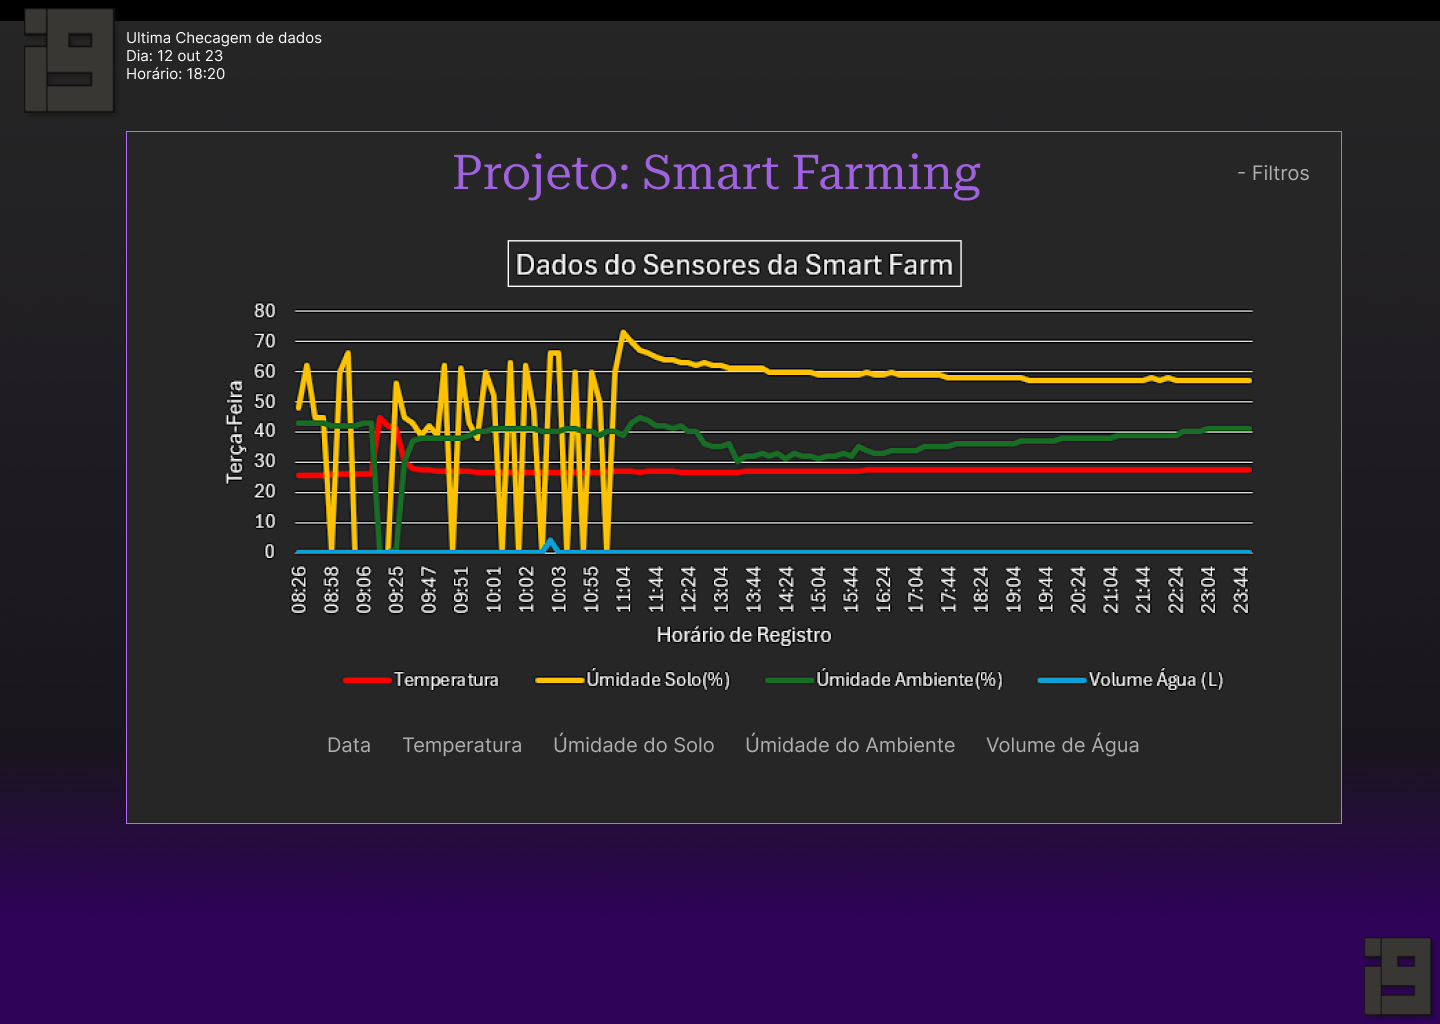 i9
Ultima Checagem de dados
Dia: 12 out 23
Horário: 18:20
Projeto: Smart Farming
- Filtros
Dados do Sensores da Smart Farm
80
70
60
50
40
30
20
10
0
Terça-Feira
08:26 08:58 09:06 09:25 09:47 09:51 10:01 10:02 10:03 10:55 11:04 11:44 12:24 13:04 13:44 14:24 15:04 15:44 16:24 17:04 17:44 18:24 19:04 19:44 20:24 21:04 21:44 22:24 23:04 23:44
Horário de Registro
Temperatura Úmidade Solo(%) Úmidade Ambiente(%) Volume Água (L)
Data Temperatura Úmidade do Solo Úmidade do Ambiente Volume de Água
i9